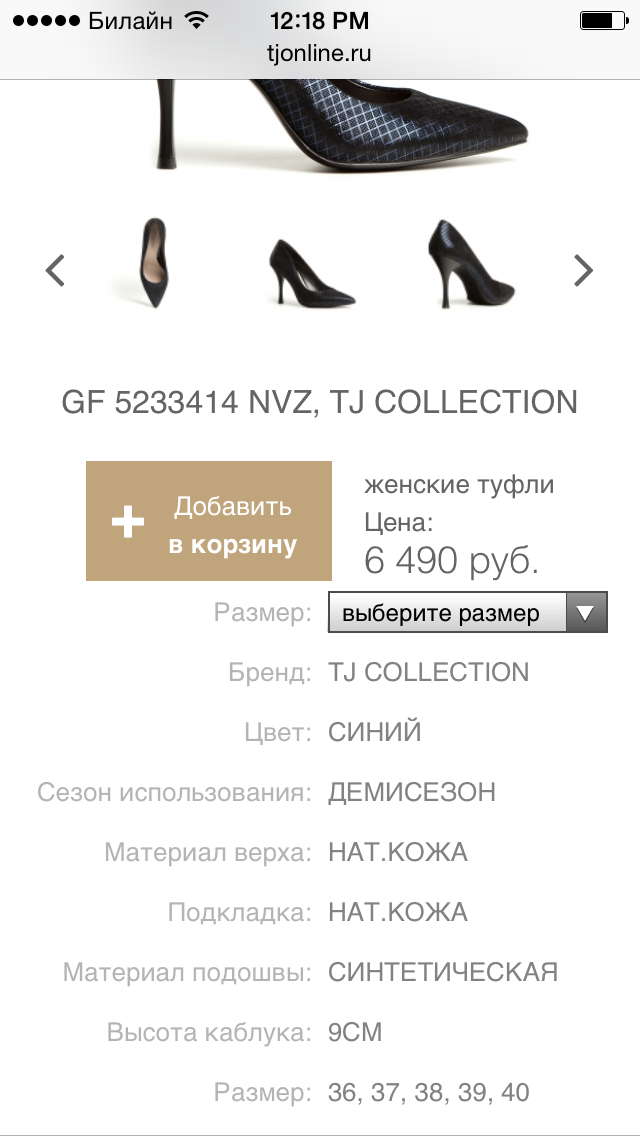 Билайн 12:18 PM
tjonline.ru
GF 5233414 NVZ, TJ COLLECTION
Добавить
в корзину
женские туфли
Цена:
6 490 руб.
Размер: выберите размер
Бренд: TJ COLLECTION
Цвет: СИНИЙ
Сезон использования: ДЕМИСЕЗОН
Материал верха: НАТ.КОЖА
Подкладка: НАТ.КОЖА
Материал подошвы: СИНТЕТИЧЕСКАЯ
Высота каблука: 9СМ
Размер: 36, 37, 38, 39, 40